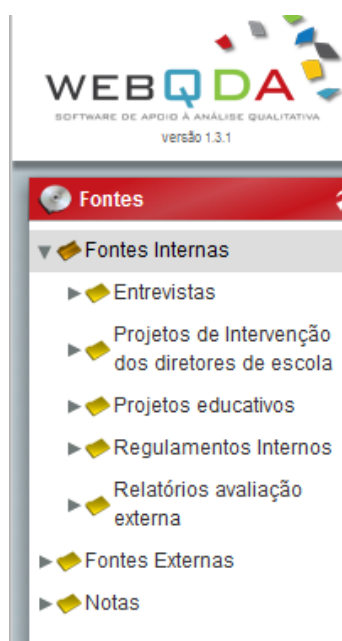 WEBQDA
SOFTWARE DE APOIO À ANÁLISE QUALITATIVA
versão 1.3.1
Fontes
Fontes Internas
Entrevistas
Projetos de Intervenção
dos diretores de escola
Projetos educativos
Regulamentos Internos
Relatórios avaliação
externa
Fontes Externas
Notas